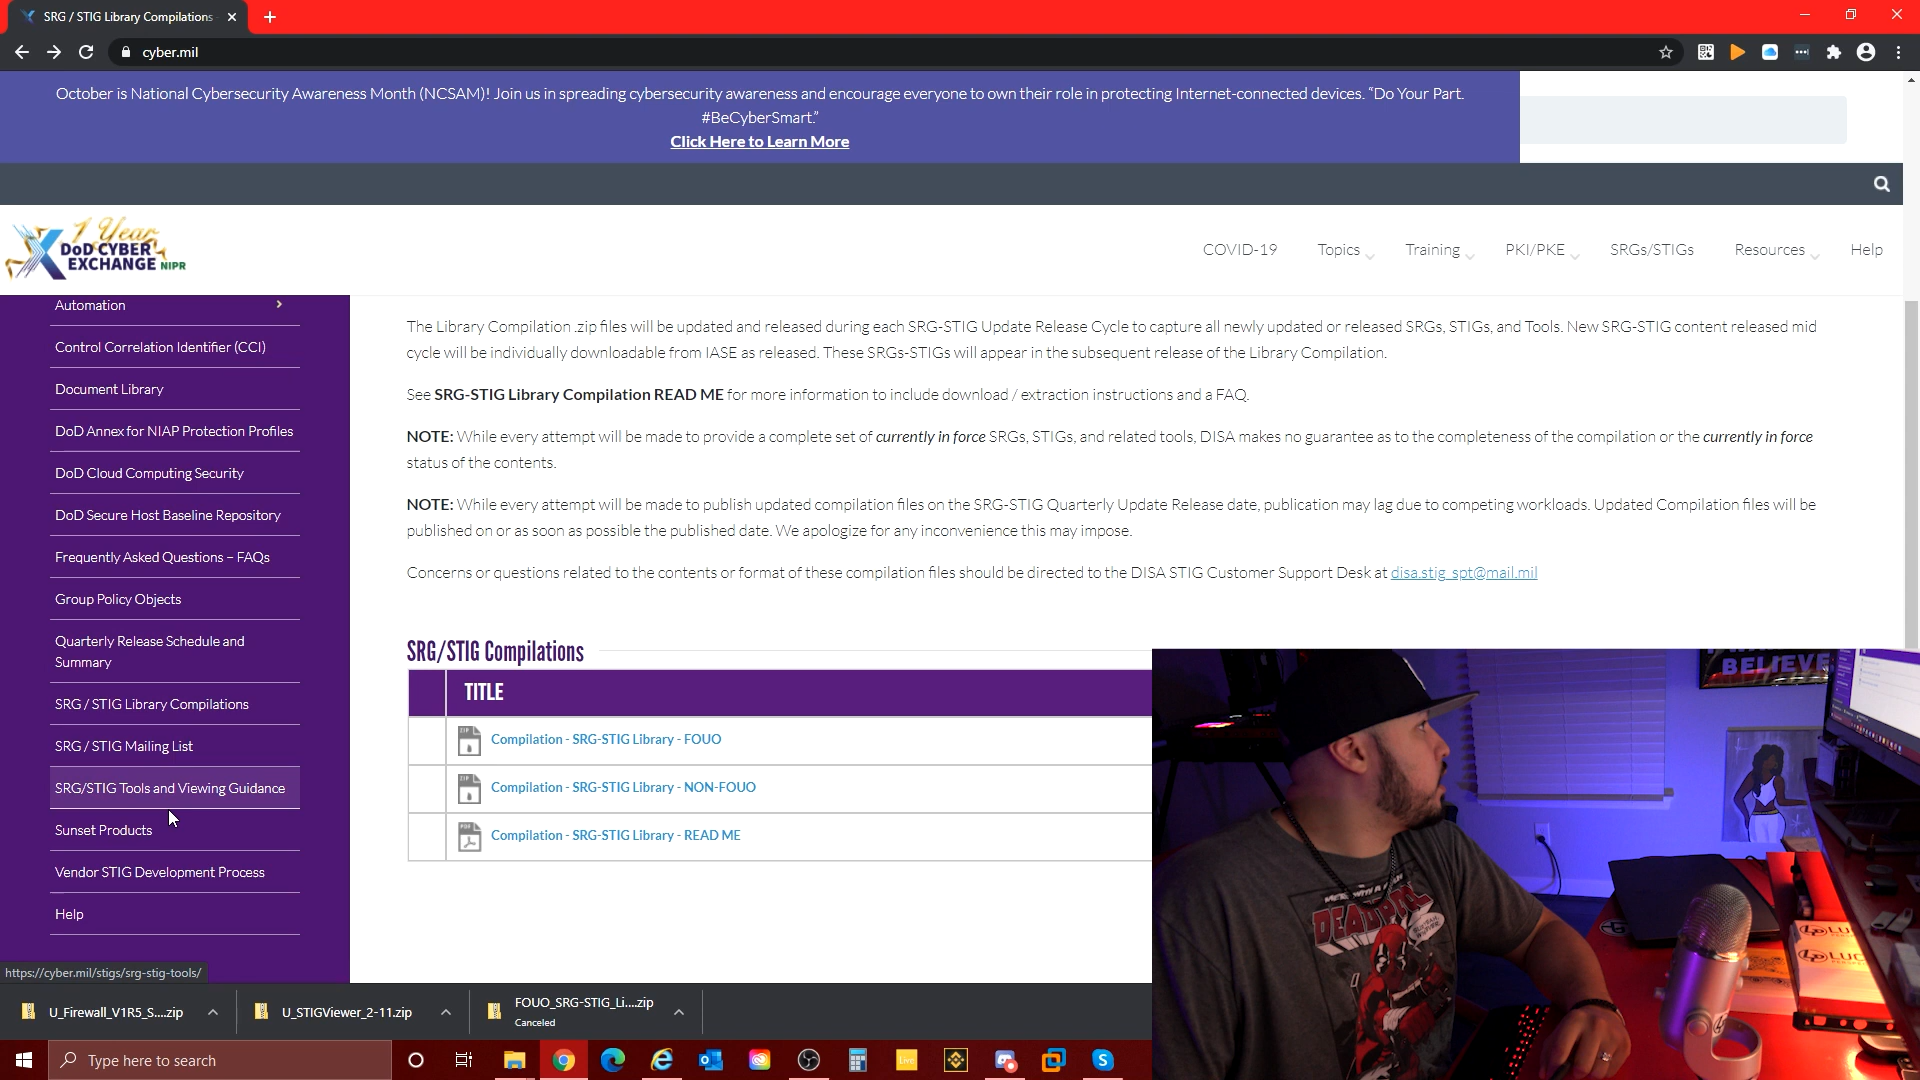 SRG / STIG Library Compilations
cyber.mil
October is National Cybersecurity Awareness Month (NCSAM)! Join us in spreading cybersecurity awareness and encourage everyone to own their role in protecting Internet-connected devices. “Do Your Part.
#BeCyberSmart.”
Click Here to Learn More
1 Year
DoD CYBER
EXCHANGE NIPR
COVID-19
Topics
Training
PKI/PKE
SRGs/STIGs
Resources
Help
Automation
Control Correlation Identifier (CCI)
Document Library
DoD Annex for NIAP Protection Profiles
DoD Cloud Computing Security
DoD Secure Host Baseline Repository
Frequently Asked Questions – FAQs
Group Policy Objects
Quarterly Release Schedule and
Summary
SRG / STIG Library Compilations
SRG / STIG Mailing List
SRG/STIG Tools and Viewing Guidance
Sunset Products
Vendor STIG Development Process
Help
The Library Compilation .zip files will be updated and released during each SRG-STIG Update Release Cycle to capture all newly updated or released SRGs, STIGs, and Tools. New SRG-STIG content released mid
cycle will be individually downloadable from IASE as released. These SRGs-STIGs will appear in the subsequent release of the Library Compilation.
See SRG-STIG Library Compilation READ ME for more information to include download / extraction instructions and a FAQ.
NOTE: While every attempt will be made to provide a complete set of currently in force SRGs, STIGs, and related tools, DISA makes no guarantee as to the completeness of the compilation or the currently in force
status of the contents.
NOTE: While every attempt will be made to publish updated compilation files on the SRG-STIG Quarterly Update Release date, publication may lag due to competing workloads. Updated Compilation files will be
published on or as soon as possible the published date. We apologize for any inconvenience this may impose.
Concerns or questions related to the contents or format of these compilation files should be directed to the DISA STIG Customer Support Desk at disa.stig_spt@mail.mil
SRG/STIG Compilations
TITLE
ZIP Compilation - SRG-STIG Library - FOUO
ZIP Compilation - SRG-STIG Library - NON-FOUO
PDF Compilation - SRG-STIG Library - READ ME
BELIEVE
DEADPOOL
https://cyber.mil/stigs/srg-stig-tools/
U_Firewall_V1R5_S....zip
U_STIGViewer_2-11.zip
FOUO_SRG-STIG_Li....zip
Canceled
Type here to search